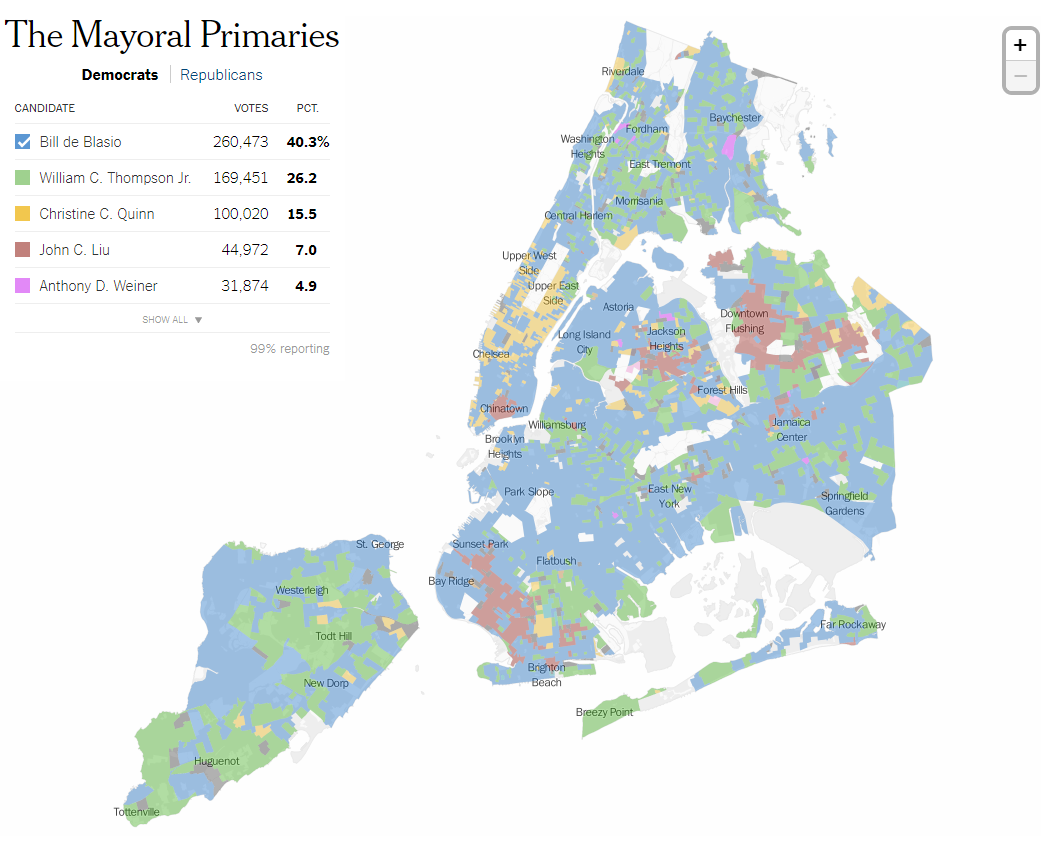 The Mayoral Primaries
Democrats Republicans
CANDIDATE VOTES PCT.
Bill de Blasio 260,473 40.3%
William C. Thompson Jr. 169,451 26.2
Christine C. Quinn 100,020 15.5
John C. Liu 44,972 7.0
Anthony D. Weiner 31,874 4.9
SHOW ALL ▼
99% reporting
+
−
Riverdale
Baychester
Fordham
Washington
Heights
East Tremont
Morrisania
Central Harlem
Upper West
Side
Upper East
Side
Astoria
Downtown
Flushing
Long Island
City
Jackson
Heights
Chelsea
Forest Hills
Chinatown
Williamsburg
Jamaica
Center
Brooklyn
Heights
Park Slope
East New
York
Springfield
Gardens
St. George
Sunset Park
Flatbush
Bay Ridge
Westerleigh
Far Rockaway
Todt Hill
Brighton
Beach
New Dorp
Breezy Point
Huguenot
Tottenville